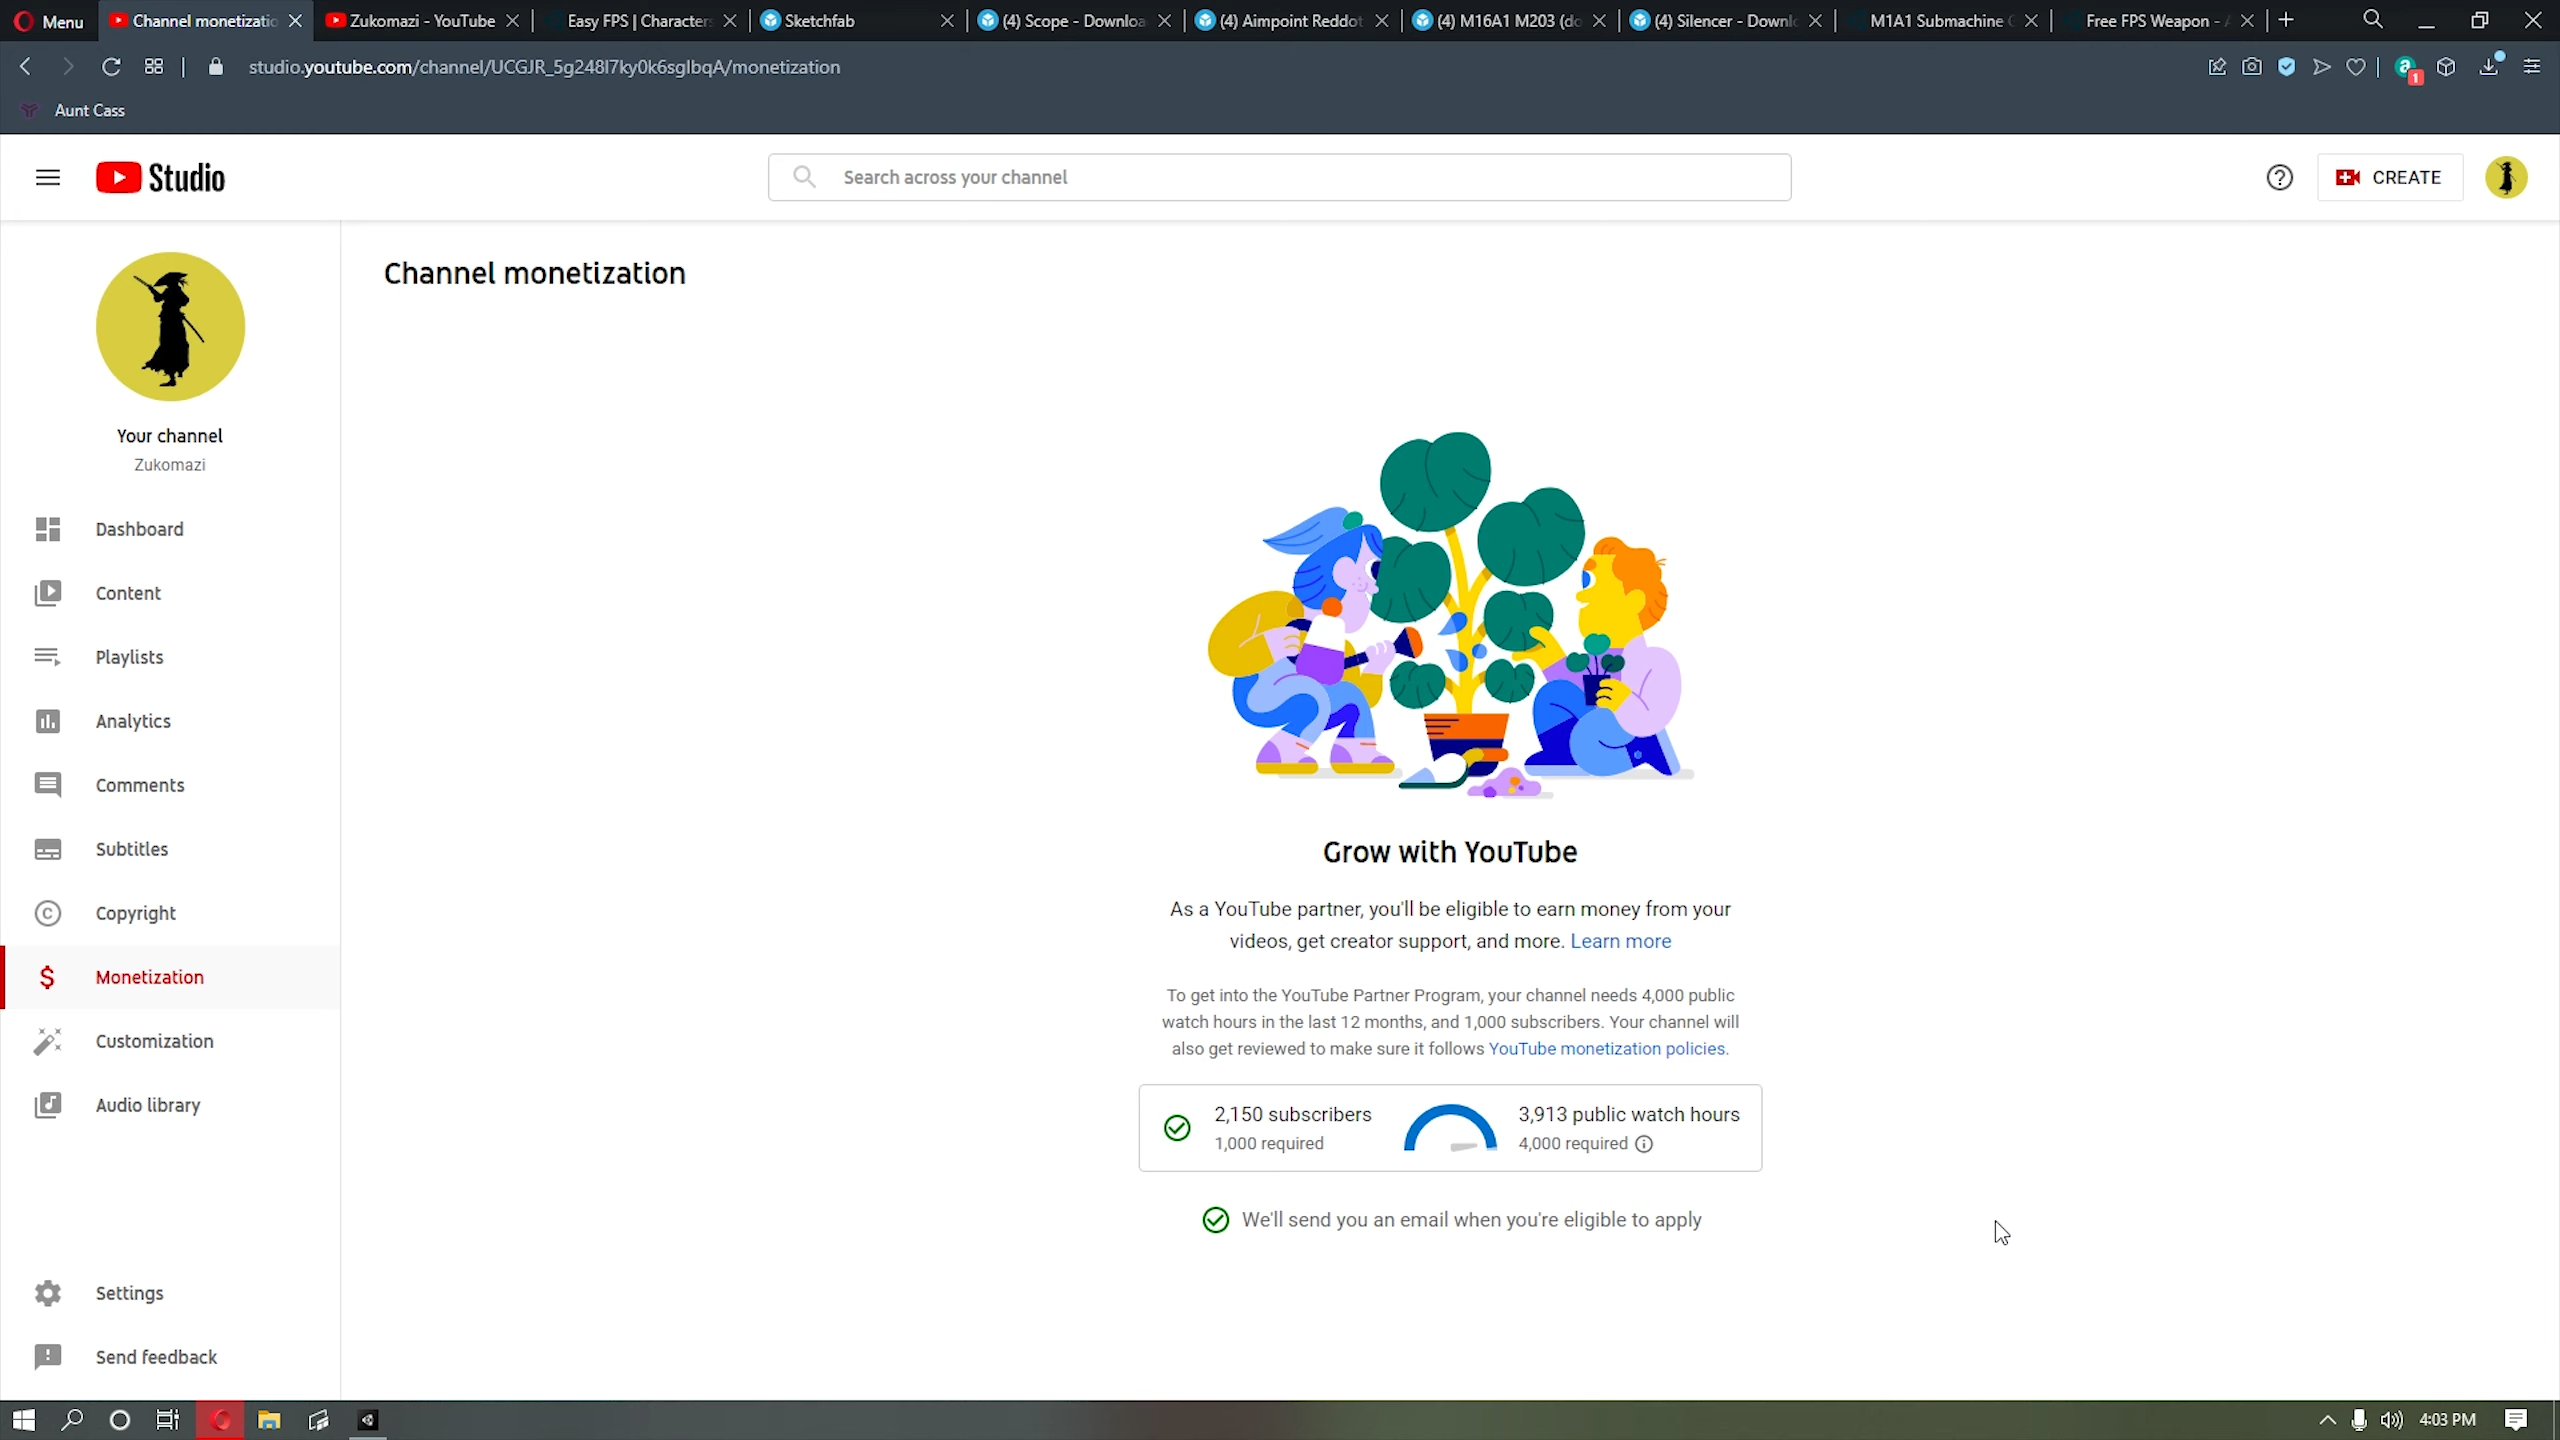 Menu
Channel monetizatio
Zukomazi - YouTube
Easy FPS | Characters
Sketchfab
(4) Scope - Downloa
(4) Aimpoint Reddot
(4) M16A1 M203 (do
(4) Silencer - Downlo
M1A1 Submachine G
Free FPS Weapon - A
studio.youtube.com/channel/UCGJR_5g248I7ky0k6sglbqA/monetization
1
Aunt Cass
Studio
Search across your channel
CREATE
Your channel
Zukomazi
Dashboard
Content
Playlists
Analytics
Comments
Subtitles
Copyright
Monetization
Customization
Audio library
Settings
Send feedback
Channel monetization
Grow with YouTube
As a YouTube partner, you'll be eligible to earn money from your
videos, get creator support, and more. Learn more
To get into the YouTube Partner Program, your channel needs 4,000 public
watch hours in the last 12 months, and 1,000 subscribers. Your channel will
also get reviewed to make sure it follows YouTube monetization policies.
2,150 subscribers
1,000 required
3,913 public watch hours
4,000 required
We'll send you an email when you're eligible to apply
4:03 PM